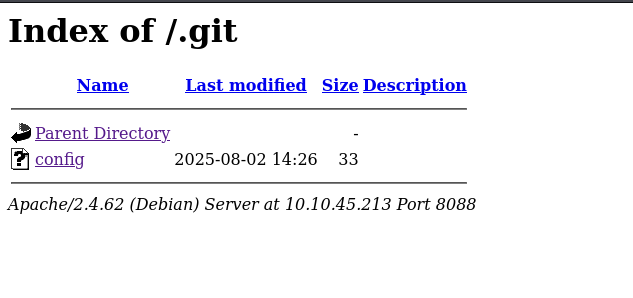 Index of /.git
Name Last modified Size Description
Parent Directory -
config 2025-08-02 14:26 33
Apache/2.4.62 (Debian) Server at 10.10.45.213 Port 8088